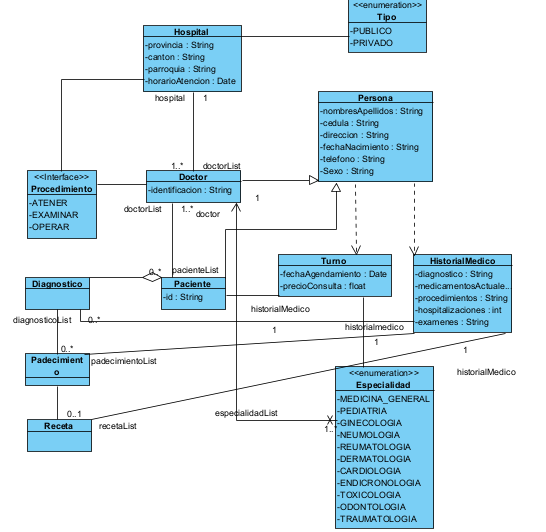 <<enumeration>>
Tipo
-PUBLICO
-PRIVADO
Hospital
-provincia : String
-canton : String
-parroquia : String
-horarioAtencion : Date
hospital
1
Persona
-nombresApellidos : String
-cedula : String
-direccion : String
-fechaNacimiento : String
-telefono : String
-Sexo : String
1..*
doctorList
<<Interface>>
Procedimiento
-ATENER
-EXAMINAR
-OPERAR
Doctor
-identificacion : String
1
doctorList
1..*
doctor
0..*
pacienteList
Diagnostico
Paciente
-id : String
Turno
-fechaAgendamiento : Date
-precioConsulta : float
HistorialMedico
-diagnostico : String
-medicamentosActuale...
-procedimientos : String
-hospitalizaciones : int
-examenes : String
historialMedico
diagnosticoList
0..*
1
historialmedico
1
0..*
padecimientoList
1
historialMedico
Padecimient
o
0..1
recetaList
Receta
especialidadList
1..*
<<enumeration>>
Especialidad
-MEDICINA_GENERAL
-PEDIATRIA
-GINECOLOGIA
-NEUMOLOGIA
-REUMATOLOGIA
-DERMATOLOGIA
-CARDIOLOGIA
-ENDICRONOLOGIA
-TOXICOLOGIA
-ODONTOLOGIA
-TRAUMATOLOGIA